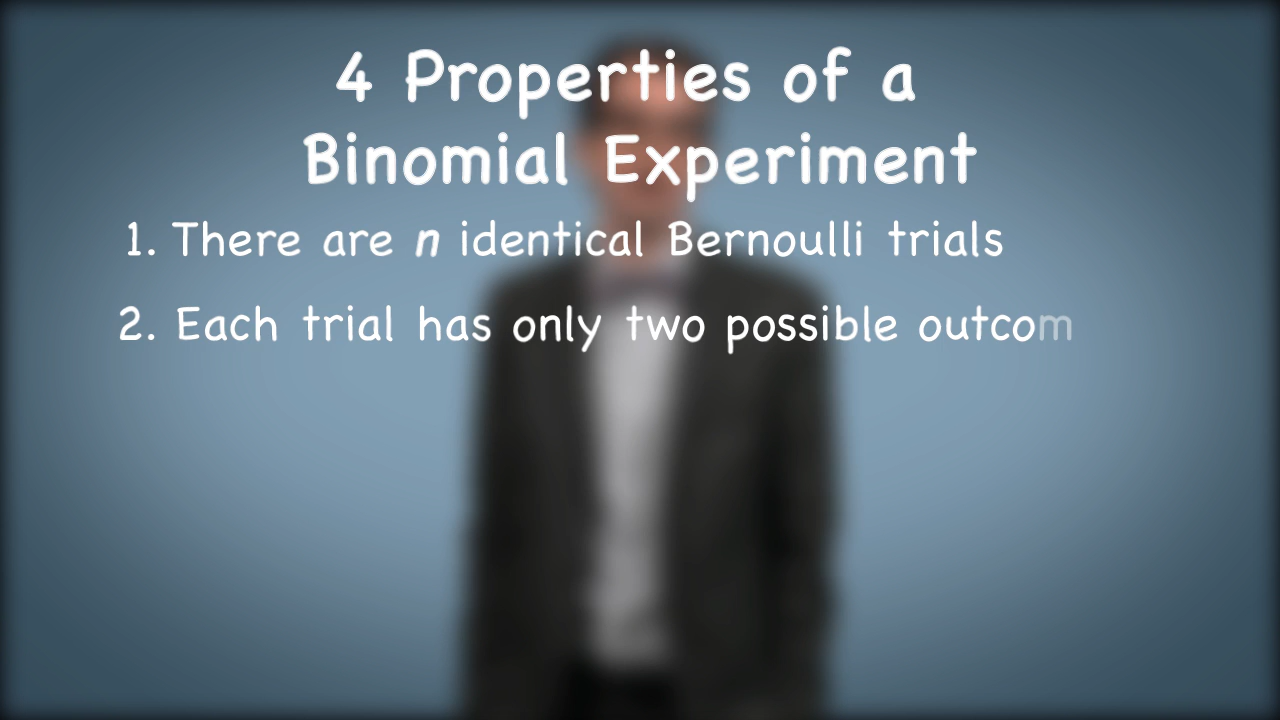 4 Properties of a
Binomial Experiment
1. There are n identical Bernoulli trials
2. Each trial has only two possible outcom